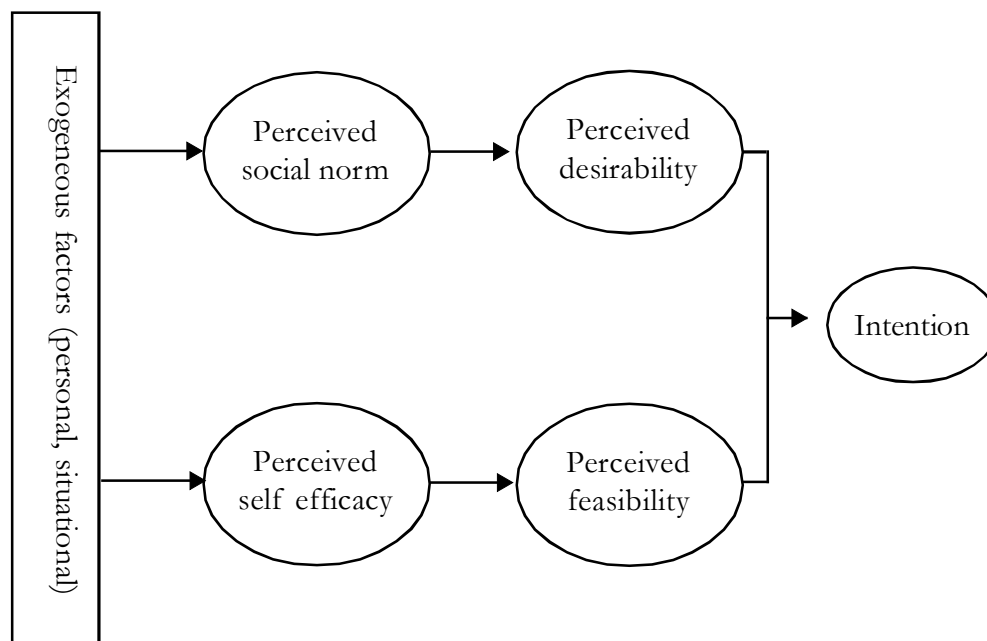 Exogeneous factors (personal, situational)
Perceived
social norm
Perceived
desirability
Intention
Perceived
self efficacy
Perceived
feasibility